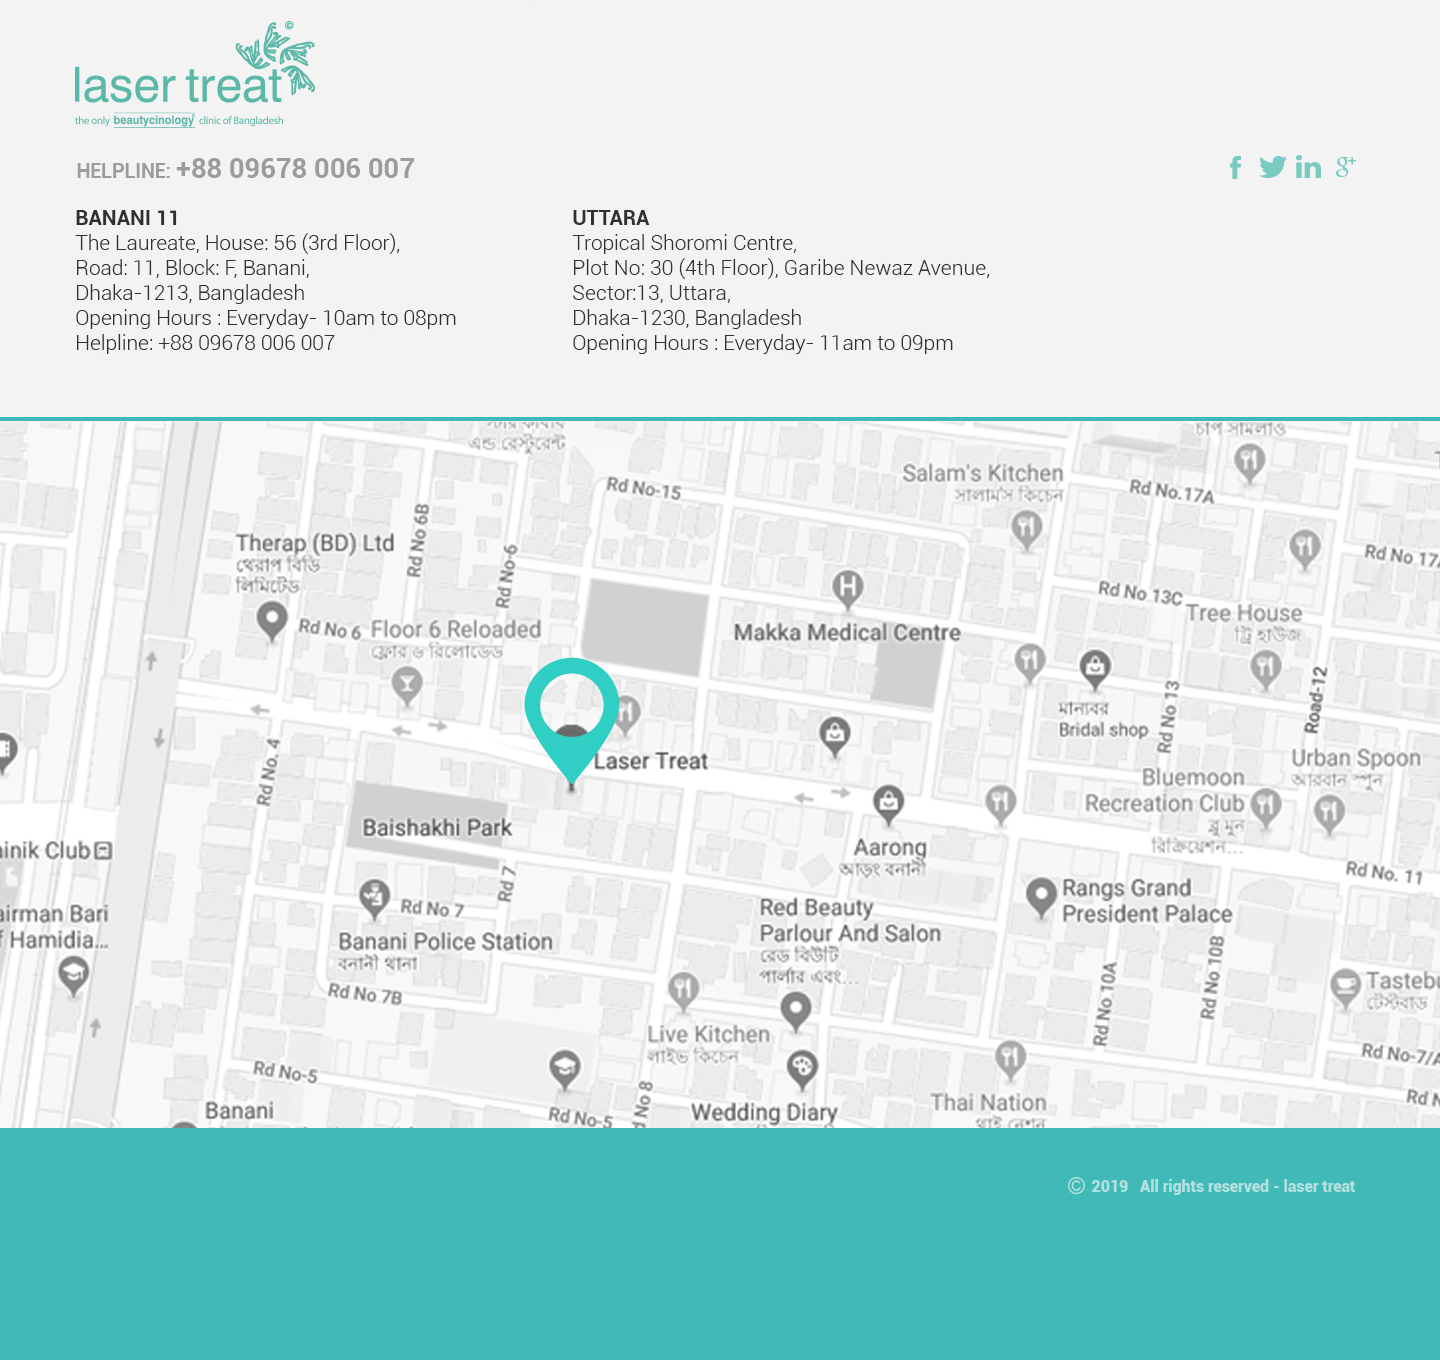 ©
laser treat
the only beautycinology clinic of Bangladesh
HELPLINE: +88 09678 006 007
f in g+
BANANI 11
The Laureate, House: 56 (3rd Floor),
Road: 11, Block: F, Banani,
Dhaka-1213, Bangladesh
Opening Hours : Everyday- 10am to 08pm
Helpline: +88 09678 006 007
UTTARA
Tropical Shoromi Centre,
Plot No: 30 (4th Floor), Garibe Newaz Avenue,
Sector:13, Uttara,
Dhaka-1230, Bangladesh
Opening Hours : Everyday- 11am to 09pm
এন্ড রেস্টুরেন্ট
চাপ সামলাও
Salam's Kitchen
সালাম'স কিচেন
Rd No-15
Rd No.17A
Rd No 6B
Therap (BD) Ltd
থেরাপ বিডি
লিমিটেড
Rd No-6
Rd No 17A
Rd No 13C
H
Tree House
ট্রি হাউজ
Rd No 6
Floor 6 Reloaded
ফ্লোর ৬ রিলোডেড
Makka Medical Centre
Rd No 13
Road-12
মান্যবর
Bridal shop
Rd No. 4
Laser Treat
Urban Spoon
আরবান স্পুন
Bluemoon
Recreation Club
ব্লু মুন
রিক্রিয়েশন...
Baishakhi Park
Aarong
আড়ং বনানী
ainik Club
Rd No. 11
Rd 7
Rangs Grand
President Palace
airman Bari
f Hamidia...
Rd No 7
Banani Police Station
বনানী থানা
Red Beauty
Parlour And Salon
রেড বিউটি
পার্লার এবং...
Rd No 10B
Rd No 10A
Rd No 7B
Tastebu
টেস্টবাড
Live Kitchen
লাইভ কিচেন
Rd No-5
Rd No-7/A
Banani
Rd No-5
d No 8
Wedding Diary
Thai Nation
থাই নেশন
Rd N
© 2019 All rights reserved - laser treat